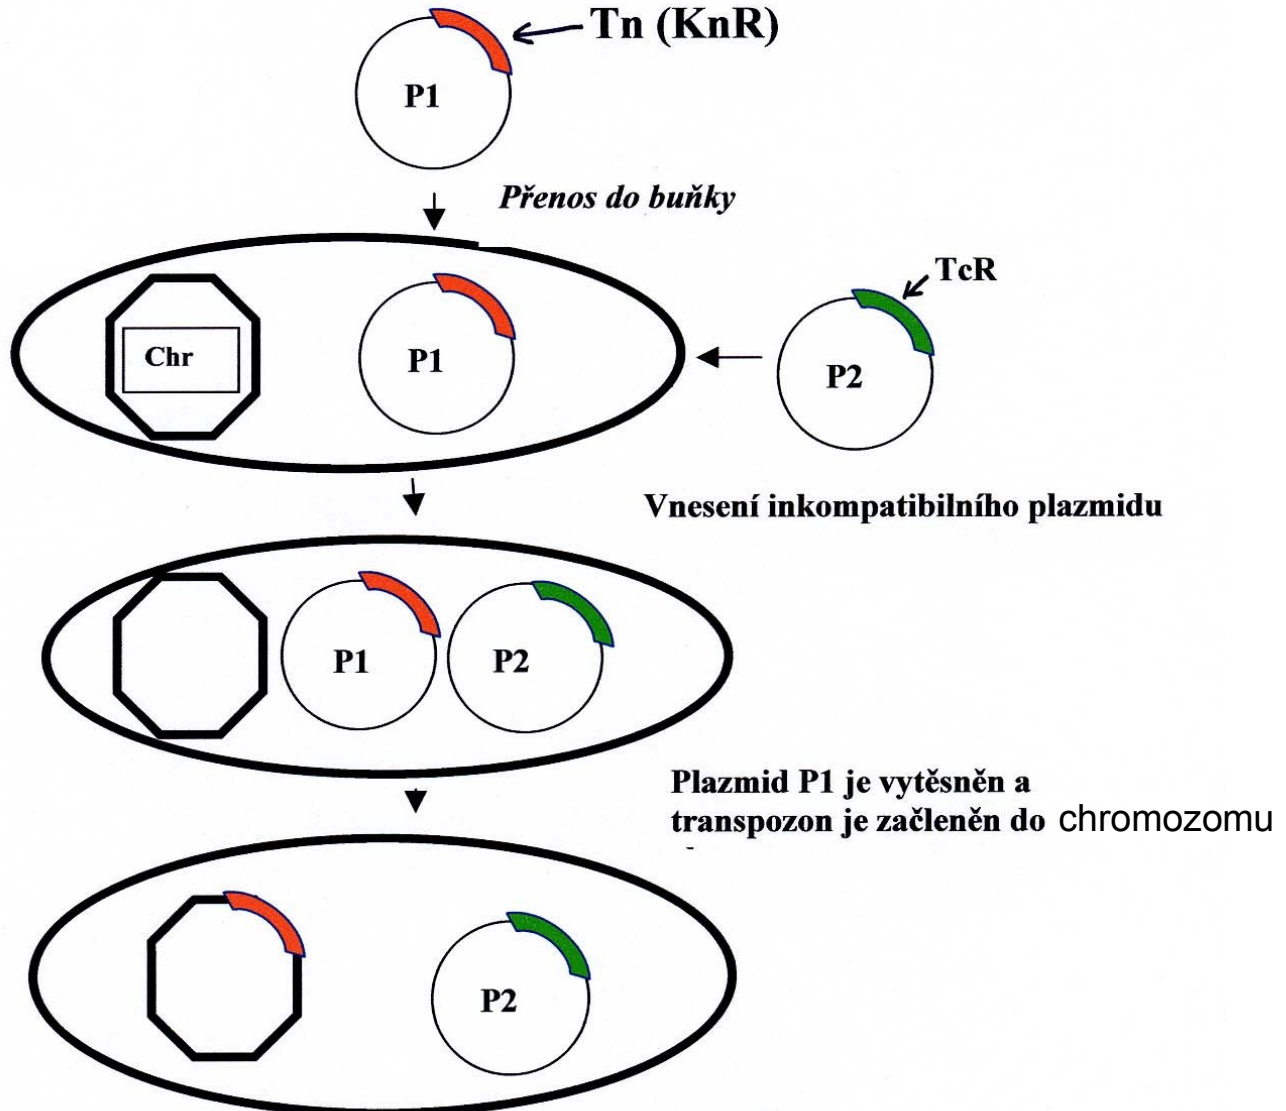 Tn (KnR)
P1
Přenos do buňky
Chr
P1
TcR
P2
Vnesení inkompatibilního plazmidu
P1
P2
Plazmid P1 je vytěsněn a
transpozon je začleněn do chromozomu
P2